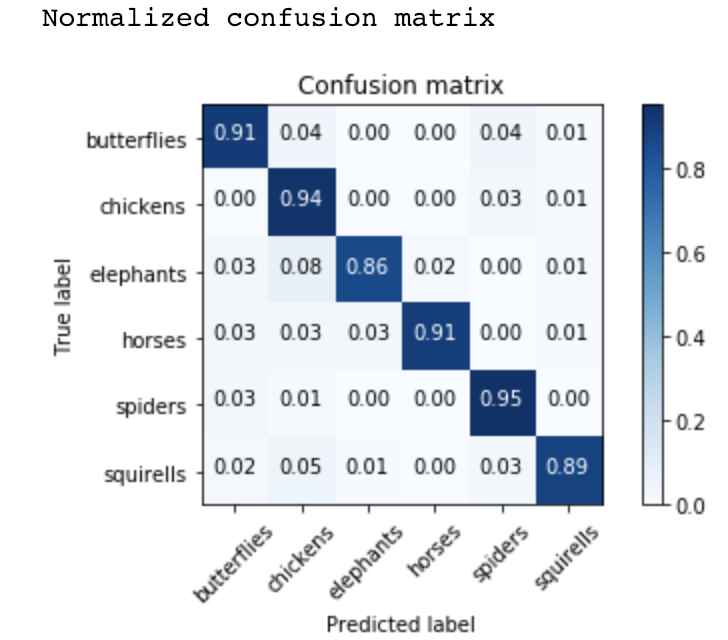 Normalized confusion matrix
Confusion matrix
butterflies 0.91 0.04 0.00 0.00 0.04 0.01
chickens 0.00 0.94 0.00 0.00 0.03 0.01
elephants 0.03 0.08 0.86 0.02 0.00 0.01
horses 0.03 0.03 0.03 0.91 0.00 0.01
spiders 0.03 0.01 0.00 0.00 0.95 0.00
squirells 0.02 0.05 0.01 0.00 0.03 0.89
True label
butterflies chickens elephants horses spiders squirells
Predicted label
0.8
0.6
0.4
0.2
0.0